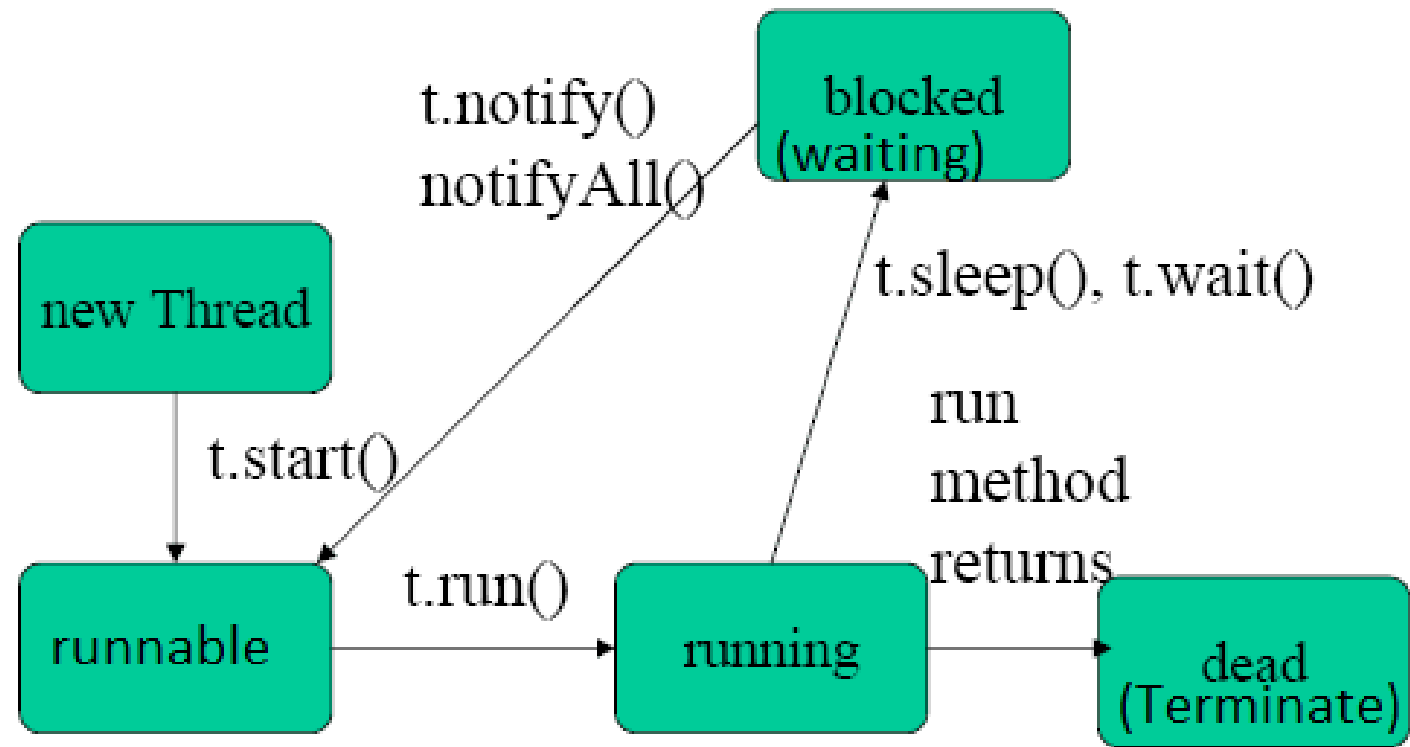 t.notify()
notifyAll()
blocked
(waiting)
new Thread
t.sleep(), t.wait()
t.start()
run
method
returns
runnable
t.run()
running
dead
(Terminate)